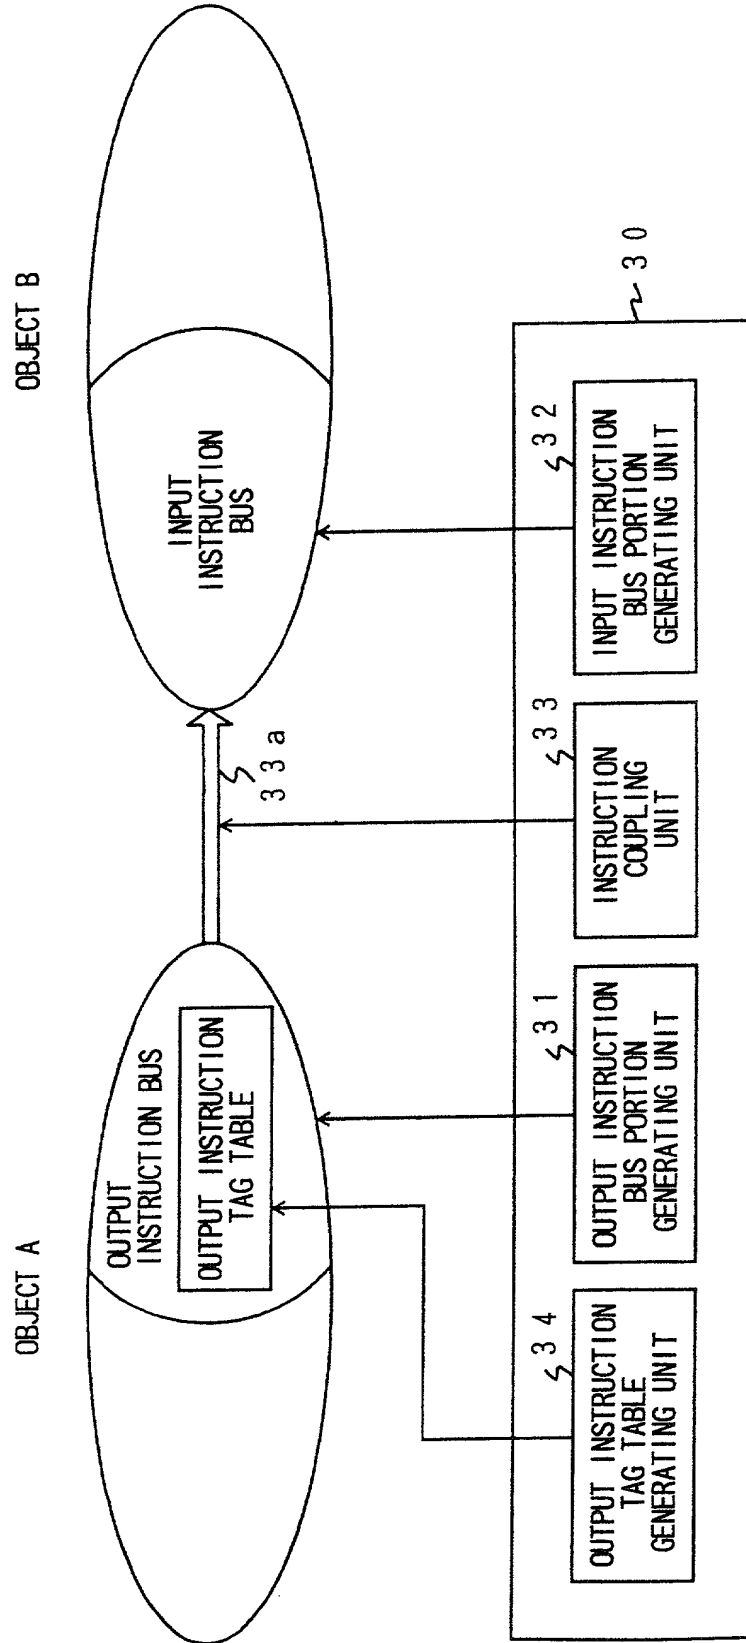 OBJECT A
OBJECT B
OUTPUT
INSTRUCTION BUS
OUTPUT INSTRUCTION
TAG TABLE
33a
INPUT
INSTRUCTION
BUS
30
34
OUTPUT INSTRUCTION
TAG TABLE
GENERATING UNIT
31
OUTPUT INSTRUCTION
BUS PORTION
GENERATING UNIT
33
INSTRUCTION
COUPLING
UNIT
32
INPUT INSTRUCTION
BUS PORTION
GENERATING UNIT